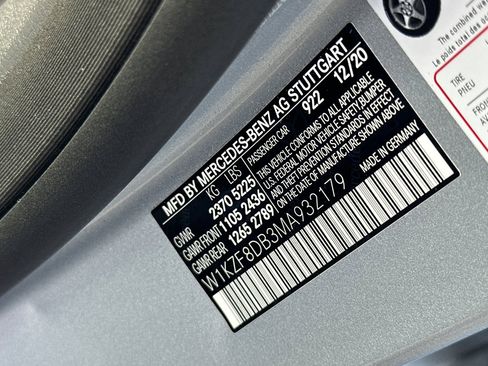 MFD BY MERCEDES-BENZ AG STUTTGART
922 12/20
KG LBS
GVWR 2370 5225
GAWR FRONT 1105 2436
GAWR REAR 1265 2789
PASSENGER CAR
THIS VEHICLE CONFORMS TO ALL APPLICABLE
U.S. FEDERAL MOTOR VEHICLE SAFETY BUMPER
AND THEFT PREVENTION STANDARDS IN EFFECT
ON THE DATE OF MANUFACTURE SHOWN ABOVE.
MADE IN GERMANY
W1KZF8DB3MA932179
The combined w
Le poids total de
TIRE
PNEU
FRON
AV